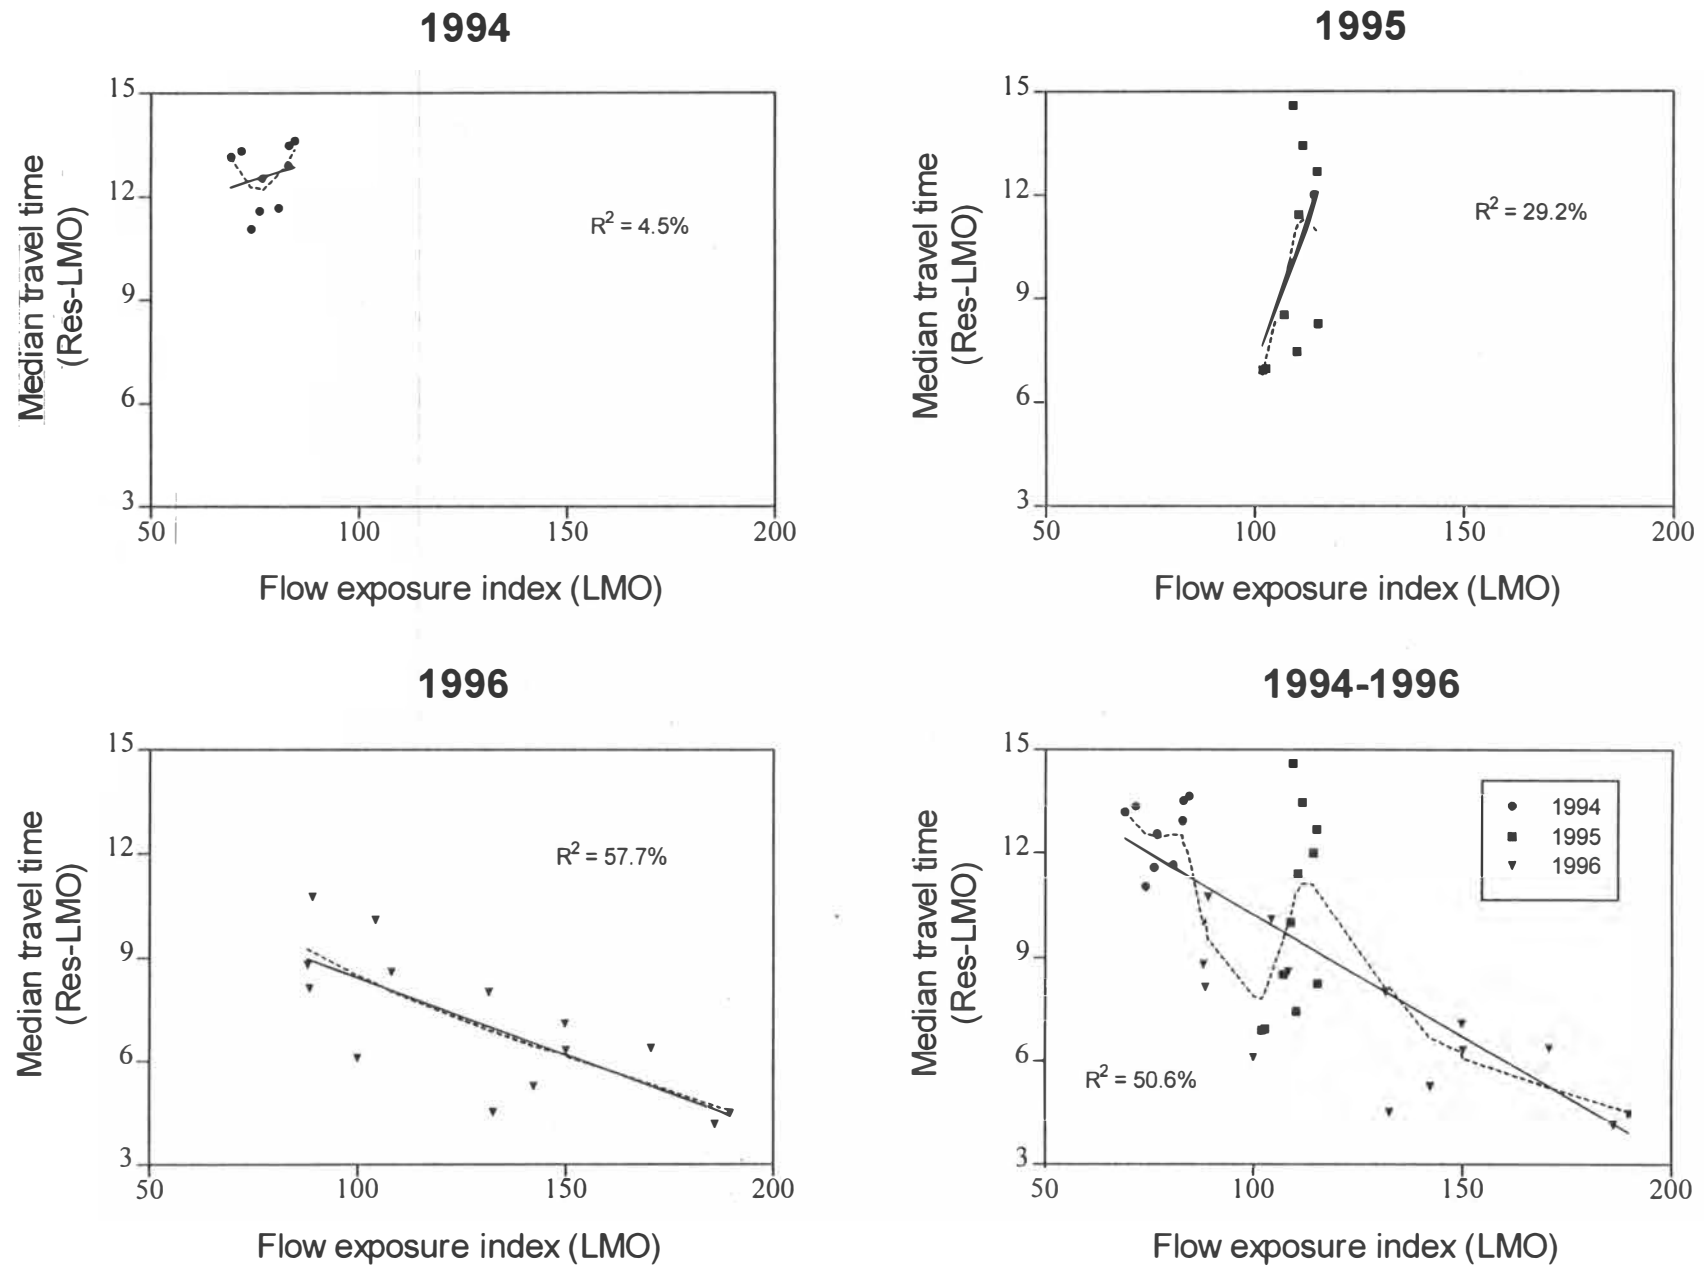 1994
15
12
9
6
3
50
100
150
200
Median travel time
(Res-LMO)
R² = 4.5%
Flow exposure index (LMO)
1995
15
12
9
6
3
50
100
150
200
Median travel time
(Res-LMO)
R² = 29.2%
Flow exposure index (LMO)
1996
15
12
9
6
3
50
100
150
200
Median travel time
(Res-LMO)
R² = 57.7%
Flow exposure index (LMO)
1994-1996
15
12
9
6
3
50
100
150
200
Median travel time
(Res-LMO)
1994
1995
1996
R² = 50.6%
Flow exposure index (LMO)